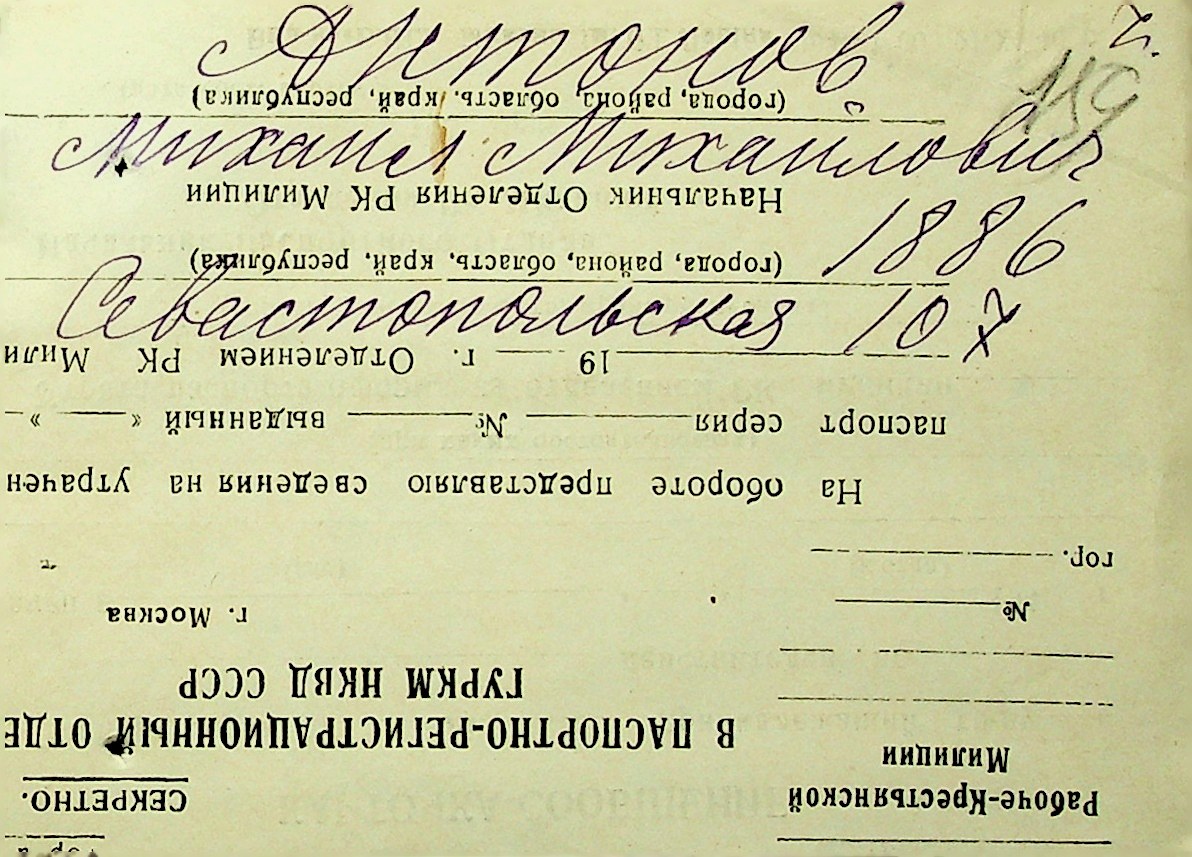 Антонов
Михаил Михайлович
1886
Севастопольская 10
159
СЕКРЕТНО.
Рабоче-Крестьянской
Милиции
№
гор.
В ПАСПОРТНО-РЕГИСТРАЦИОННЫЙ ОТДЕ
ГУРКМ НКВД СССР
г. Москва
На обороте представляю сведения на утрачен
паспорт серия № выданный « »
19 г. Отделением РК Мили
(города, района, область, край, республика)
Начальник Отделения РК Милиции
(города, района, область, край, республика)